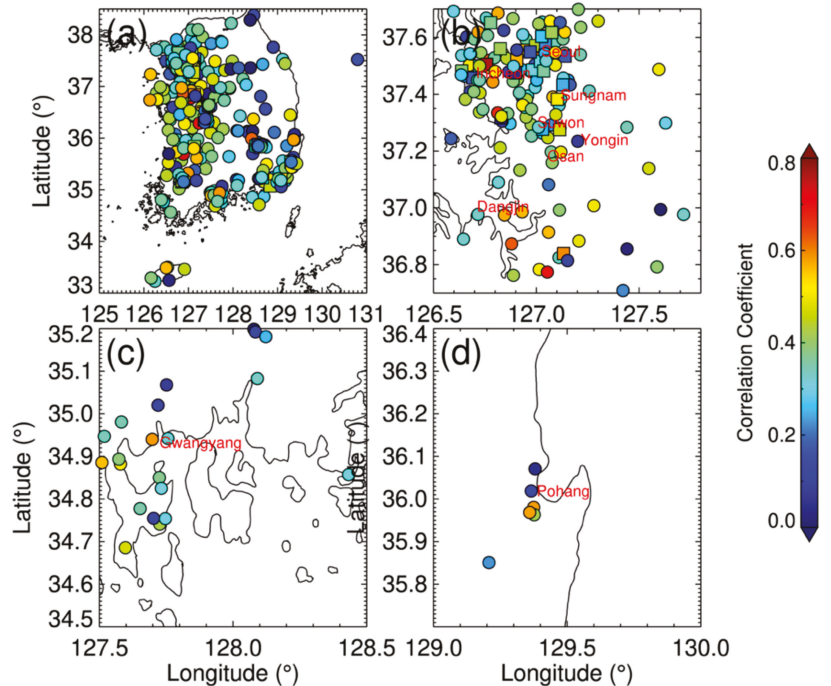 (a)
38
37
36
35
34
33
Latitude (°)
125 126 127 128 129 130 131
(b)
37.6
37.4
37.2
37.0
36.8
Latitude (°)
Seoul
Incheon
Sungnam
Suwon
Yongin
Osan
Dangjin
126.5 127.0 127.5
(c)
35.2
35.1
35.0
34.9
34.8
34.7
34.6
34.5
Latitude (°)
Gwangyang
127.5 128.0 128.5
Longitude (°)
(d)
36.4
36.3
36.2
36.1
36.0
35.9
35.8
Latitude (°)
Pohang
129.0 129.5 130.0
Longitude (°)
0.8
0.6
0.4
0.2
0.0
Correlation Coefficient